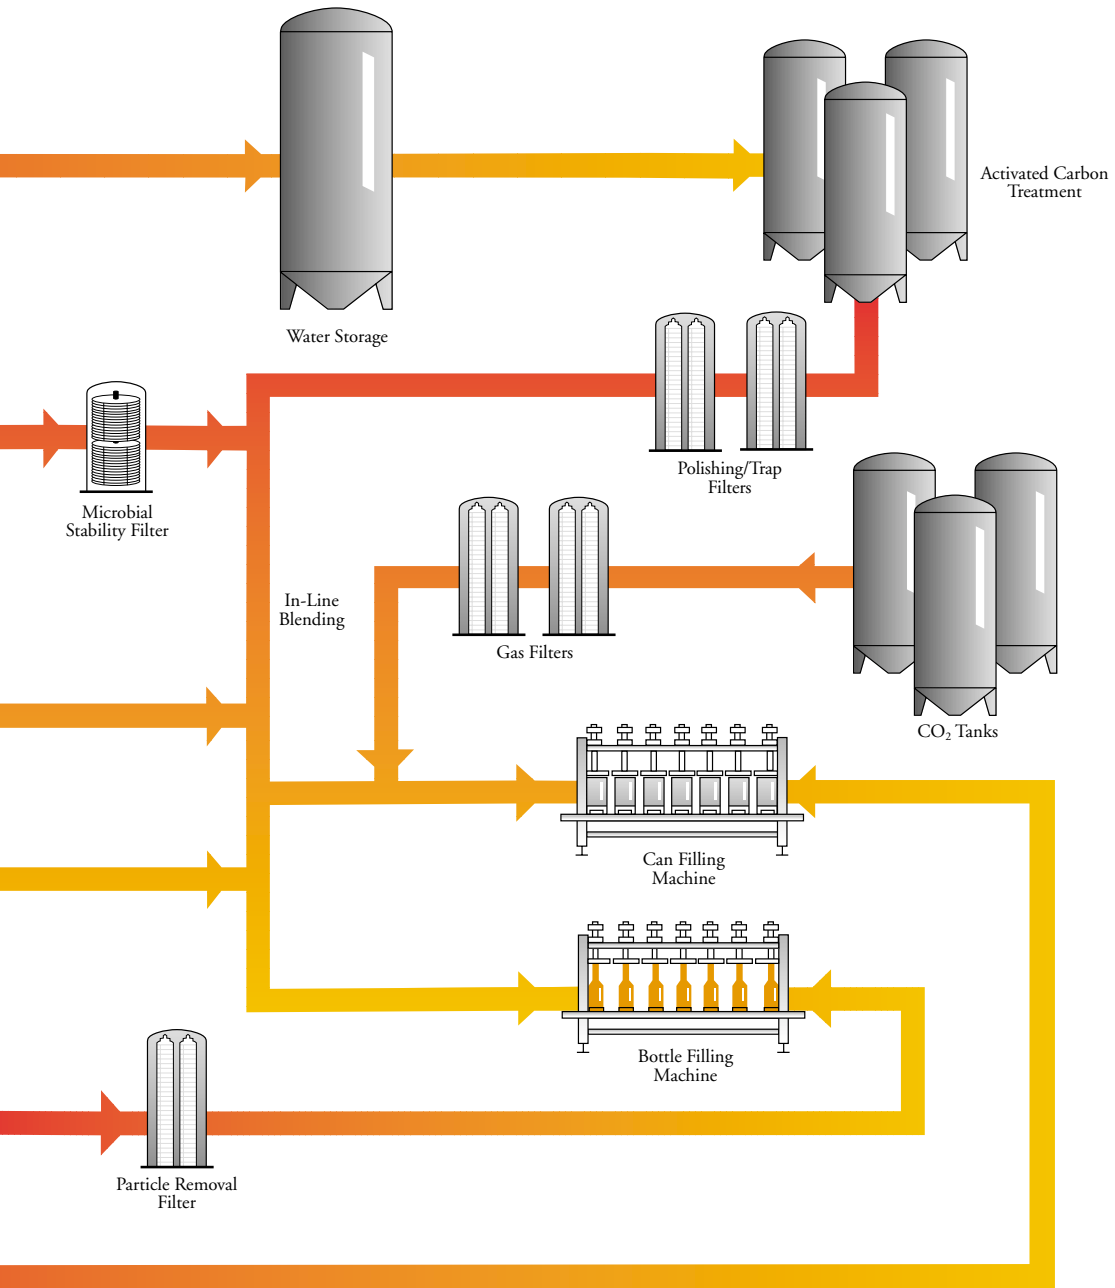 Activated Carbon
Treatment
Water Storage
Polishing/Trap
Filters
Microbial
Stability Filter
In-Line
Blending
Gas Filters
CO₂ Tanks
Can Filling
Machine
Bottle Filling
Machine
Particle Removal
Filter